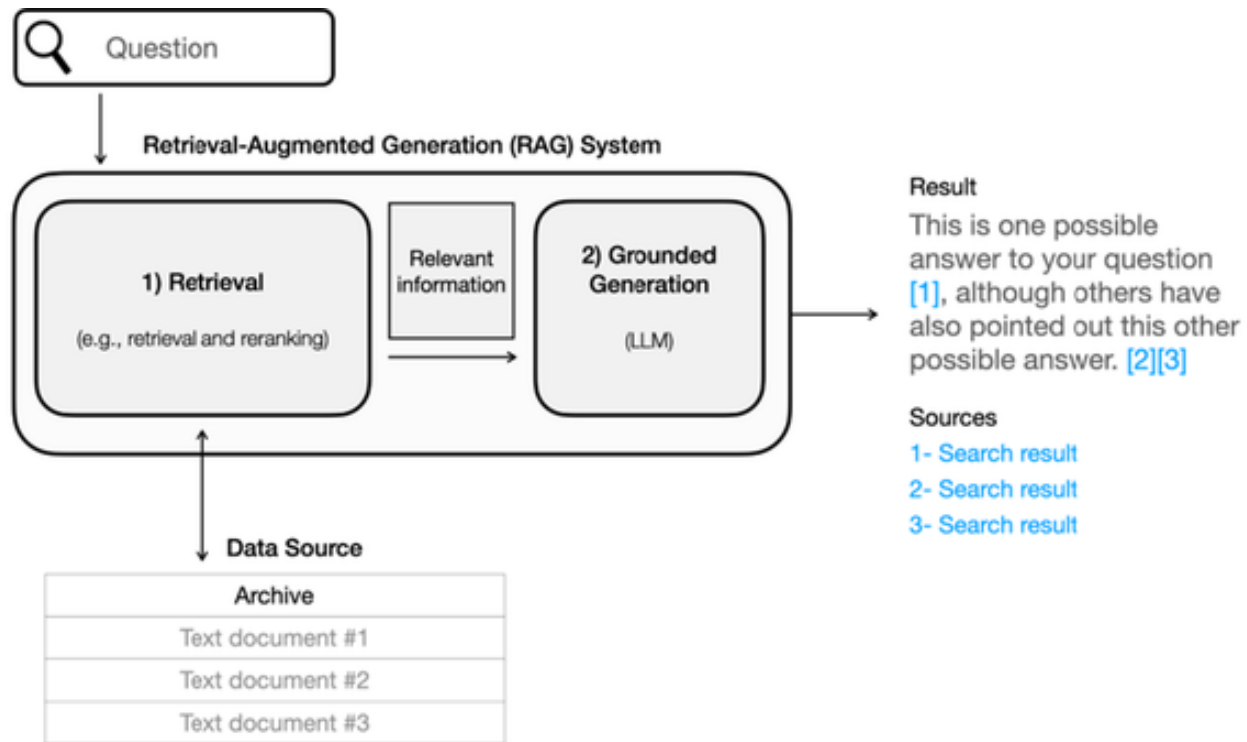 Question
Retrieval-Augmented Generation (RAG) System
1) Retrieval
(e.g., retrieval and reranking)
Relevant
information
2) Grounded
Generation
(LLM)
Result
This is one possible
answer to your question
[1], although others have
also pointed out this other
possible answer. [2][3]
Sources
1- Search result
2- Search result
3- Search result
Data Source
Archive
Text document #1
Text document #2
Text document #3